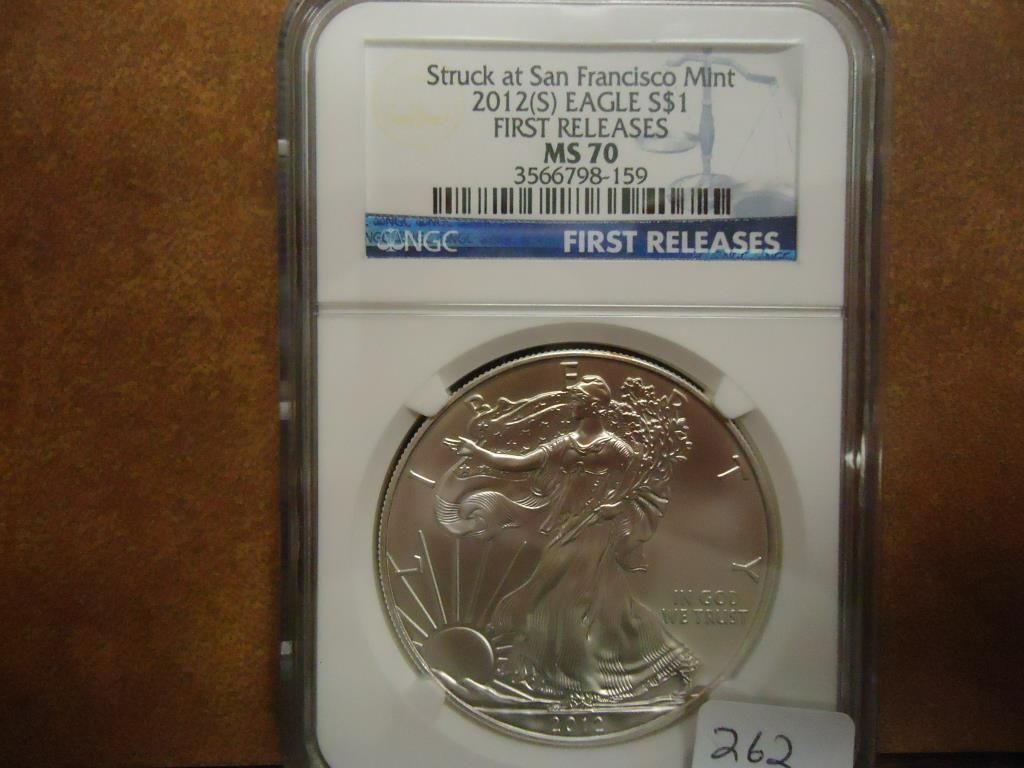 Struck at San Francisco Mint
2012(S) EAGLE S$1
FIRST RELEASES
MS 70
3566798-159
NGC FIRST RELEASES
LIBERTY
IN GOD
WE TRUST
2012
262